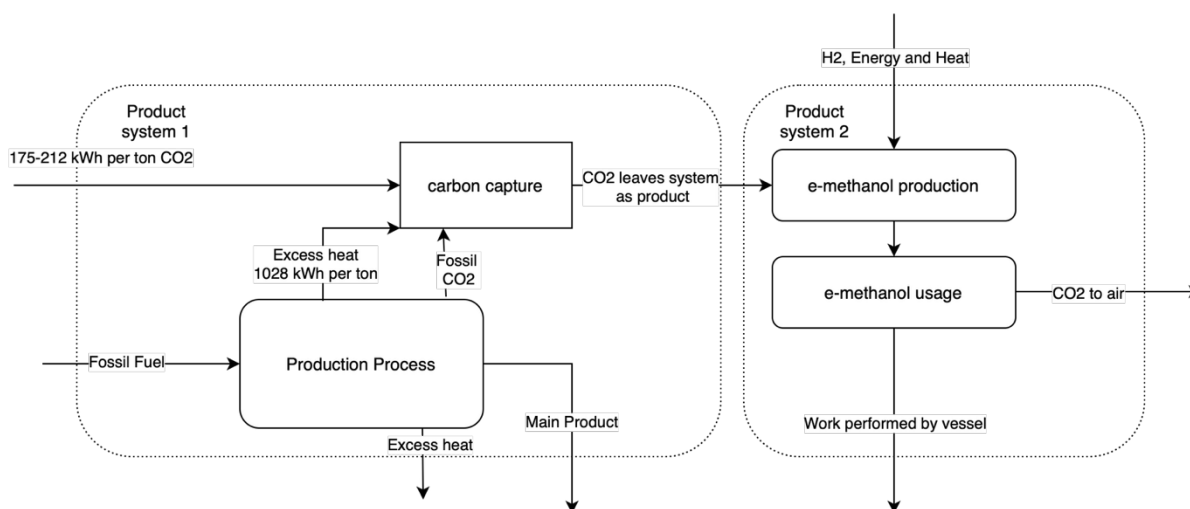 H2, Energy and Heat
Product
system 1
Product
system 2
175-212 kWh per ton CO2
carbon capture
CO2 leaves system
as product
e-methanol production
Excess heat
1028 kWh per ton
Fossil
CO2
e-methanol usage
CO2 to air
Fossil Fuel
Production Process
Main Product
Work performed by vessel
Excess heat